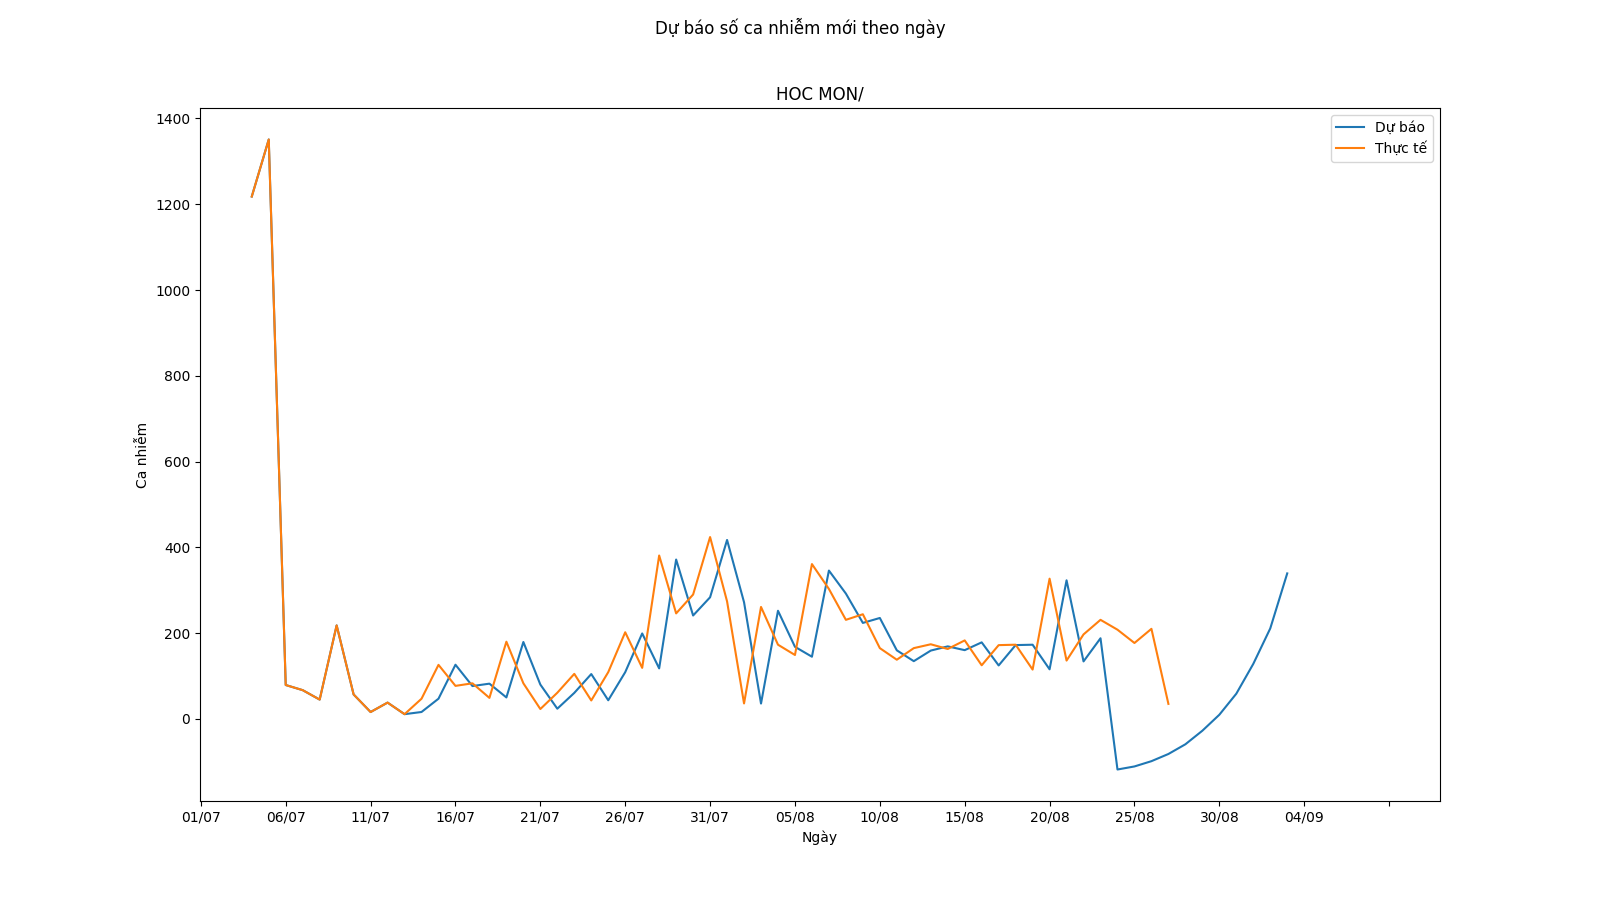 Dự báo số ca nhiễm mới theo ngày
HOC MON/
Dự báo
Thực tế
1400
1200
1000
800
600
400
200
0
Ca nhiễm
01/07 06/07 11/07 16/07 21/07 26/07 31/07 05/08 10/08 15/08 20/08 25/08 30/08 04/09
Ngày